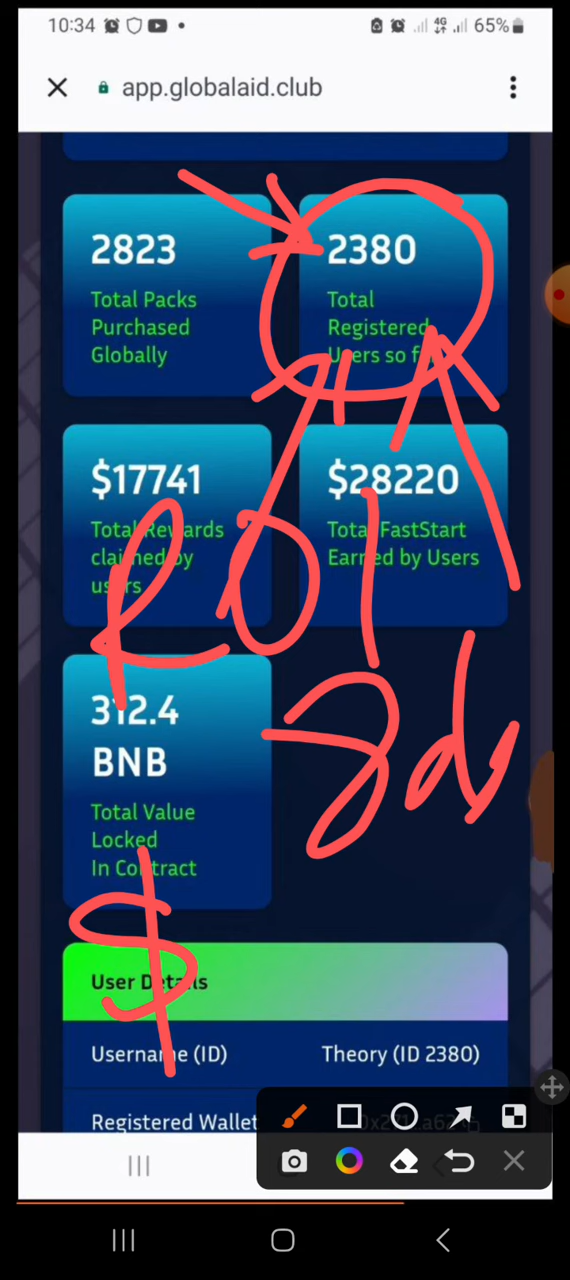 10:34
4G
65%
app.globalaid.club
2823
Total Packs
Purchased
Globally
2380
Total
Registered
Users so
$17741
Total Rewards
claimed by
users
$28220
Total FastStart
Earned by Users
ROI
312.4
BNB
Total Value
Locked
In Contract
$
User Details
Username (ID)
Theory (ID 2380)
Registered Wallet